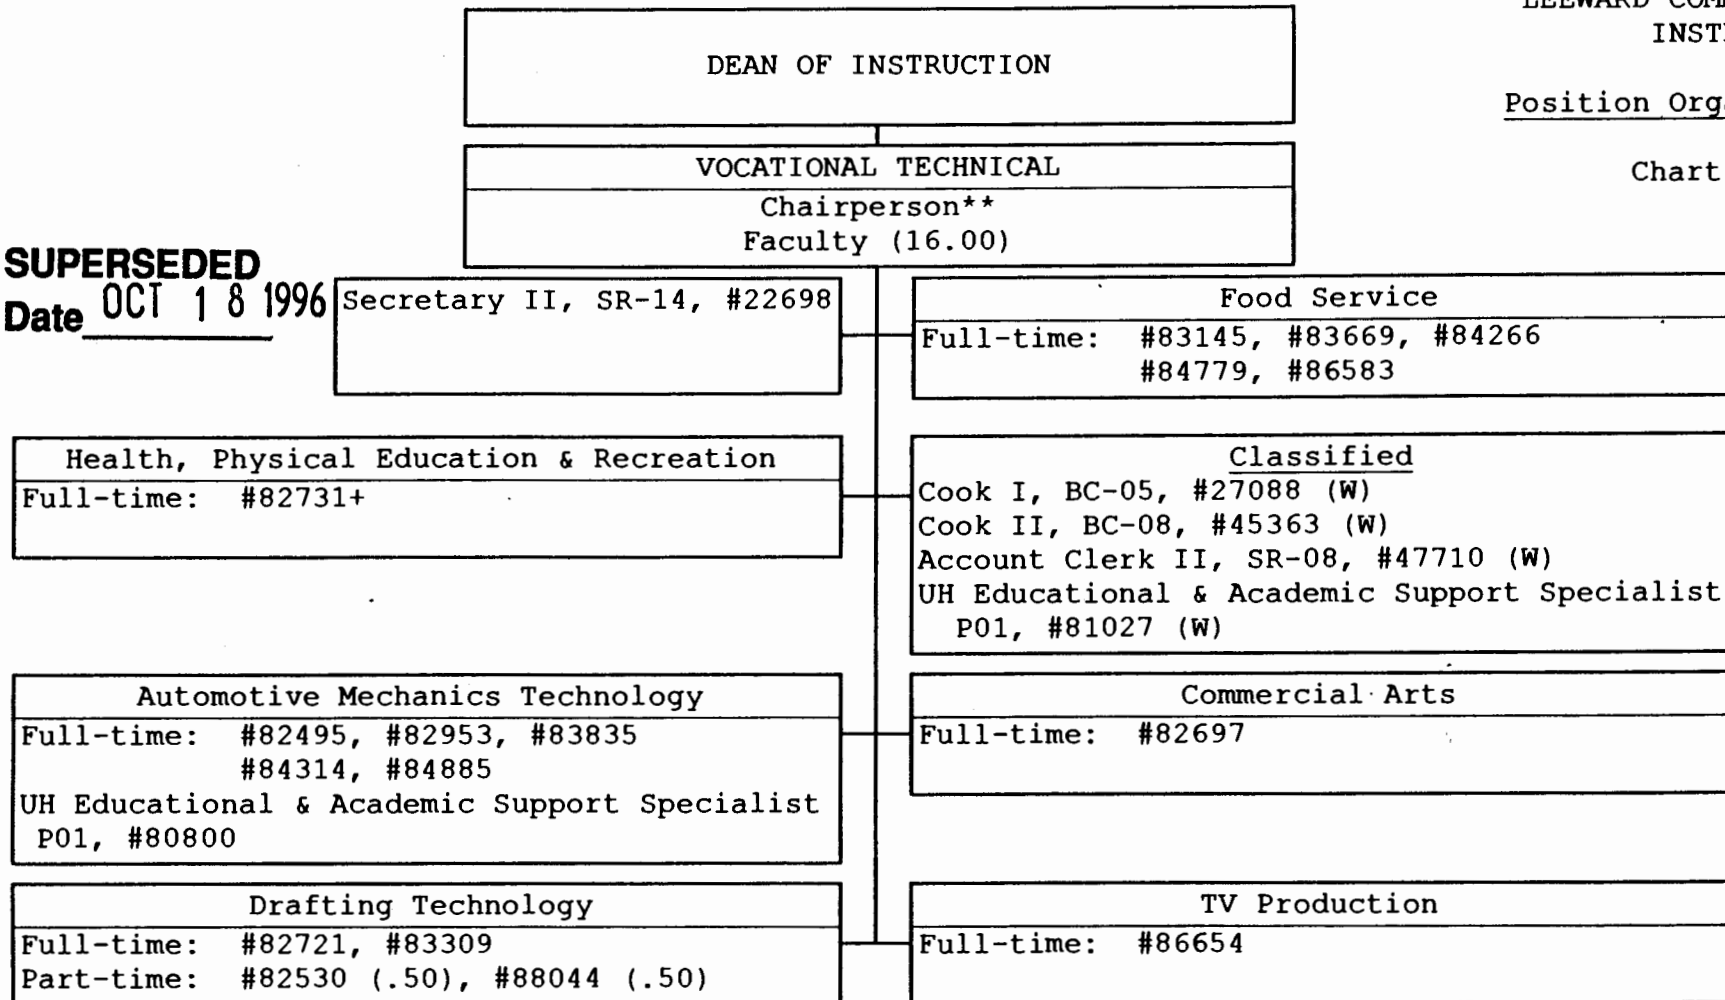 LEEWARD
INST
DEAN OF INSTRUCTION
Position Org
VOCATIONAL TECHNICAL
Chart
Chairperson**
Faculty (16.00)
SUPERSEDED
Date OCT 18 1996
Secretary II, SR-14, #22698
Food Service
Full-time: #83145, #83669, #84266
#84779, #86583
Health, Physical Education & Recreation
Full-time: #82731+
Classified
Cook I, BC-05, #27088 (W)
Cook II, BC-08, #45363 (W)
Account Clerk II, SR-08, #47710 (W)
UH Educational & Academic Support Specialist
P01, #81027 (W)
Automotive Mechanics Technology
Full-time: #82495, #82953, #83835
#84314, #84885
UH Educational & Academic Support Specialist
P01, #80800
Commercial Arts
Full-time: #82697
Drafting Technology
Full-time: #82721, #83309
Part-time: #82530 (.50), #88044 (.50)
TV Production
Full-time: #86654